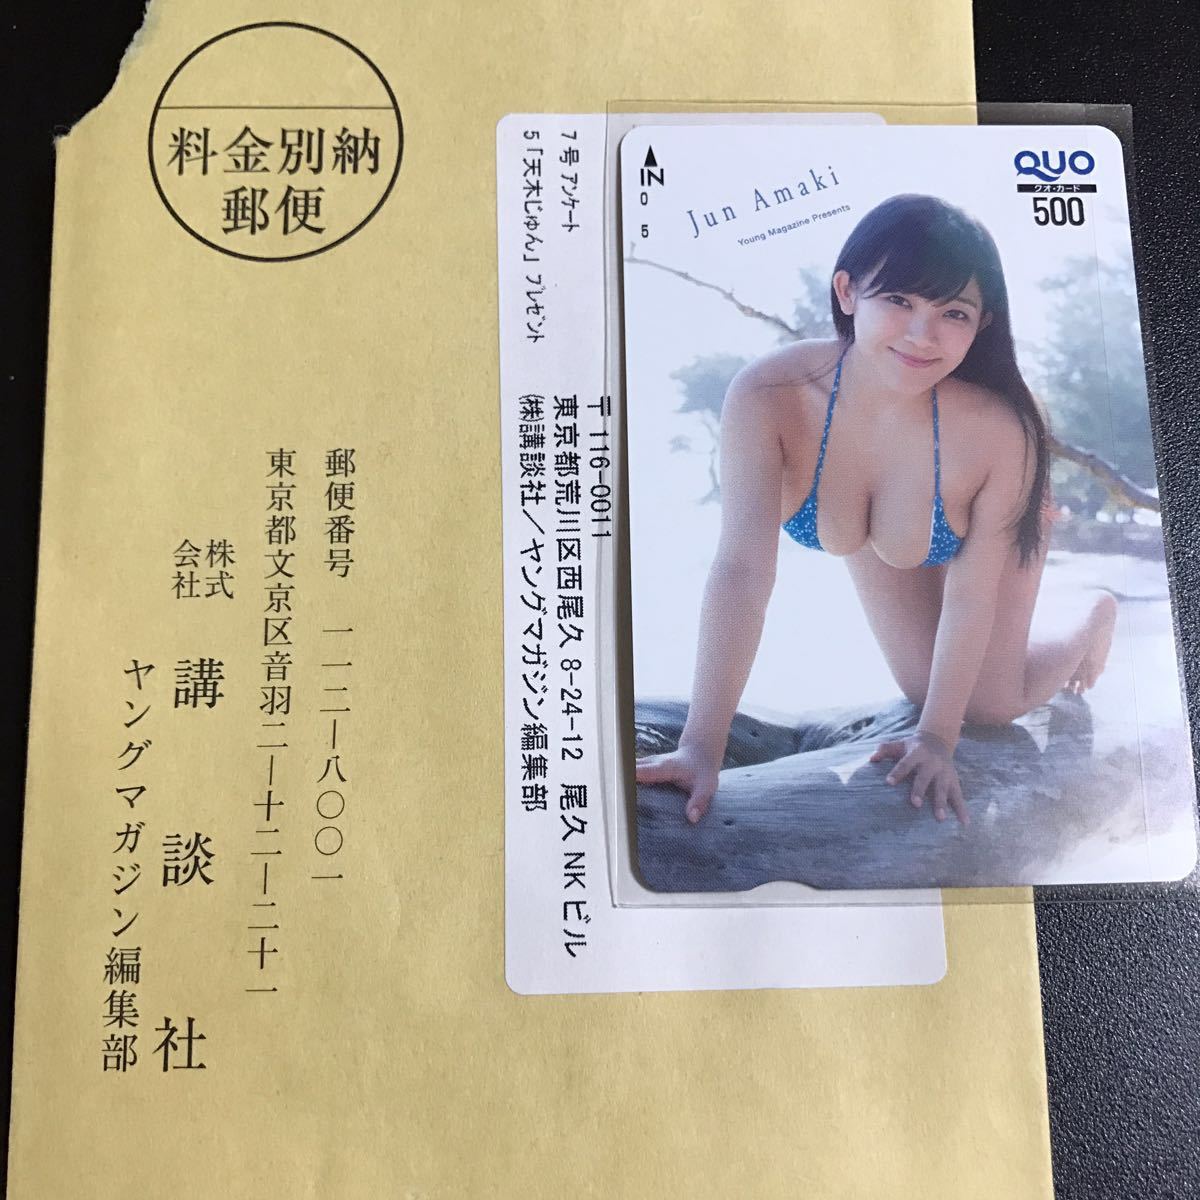 料金別納
郵便
郵便番号 一一二―八〇〇一
東京都文京区音羽二―十二―二十一
株式
会社
講談社
ヤングマガジン編集部
7号 ｱﾝｹｰﾄ
5「天木じゅん」 ﾌﾟﾚｾﾞﾝﾄ
〒 116-0011
東京都荒川区西尾久 8-24-12 尾久 NK ビル
㈱講談社／ヤングマガジン編集部
IN
0
5
Jun Amaki
Young Magazine Presents
QUO
クオ・カード
500